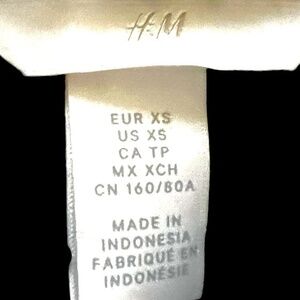 H&M
EUR XS
US XS
CA TP
MX XCH
CN 160/80A
MADE IN
INDONESIA
FABRIQUÉ EN
INDONÉSIE